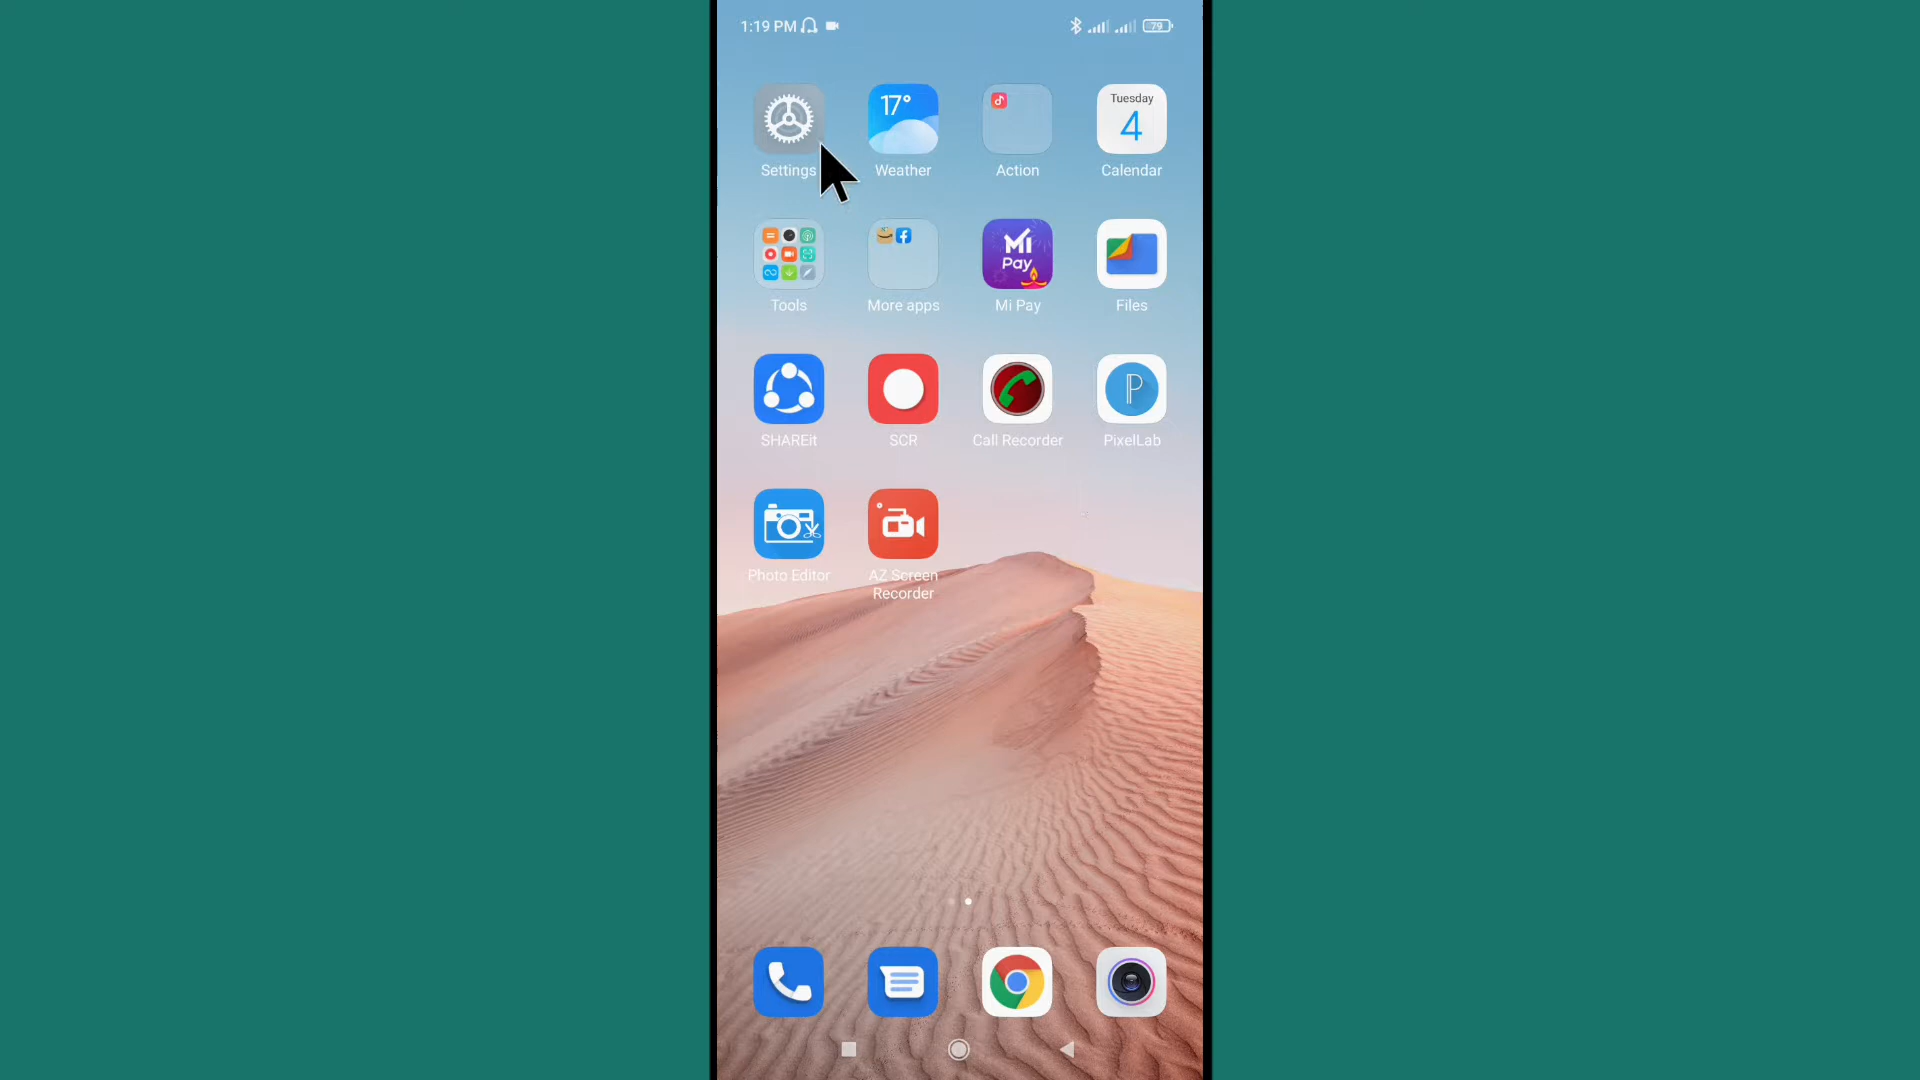 1:19 PM
79
17°
Tuesday
4
Settings
Weather
Action
Calendar
Mi
Pay
Tools
More apps
Mi Pay
Files
P
SHAREit
SCR
Call Recorder
PixelLab
Photo Editor
AZ Screen
Recorder